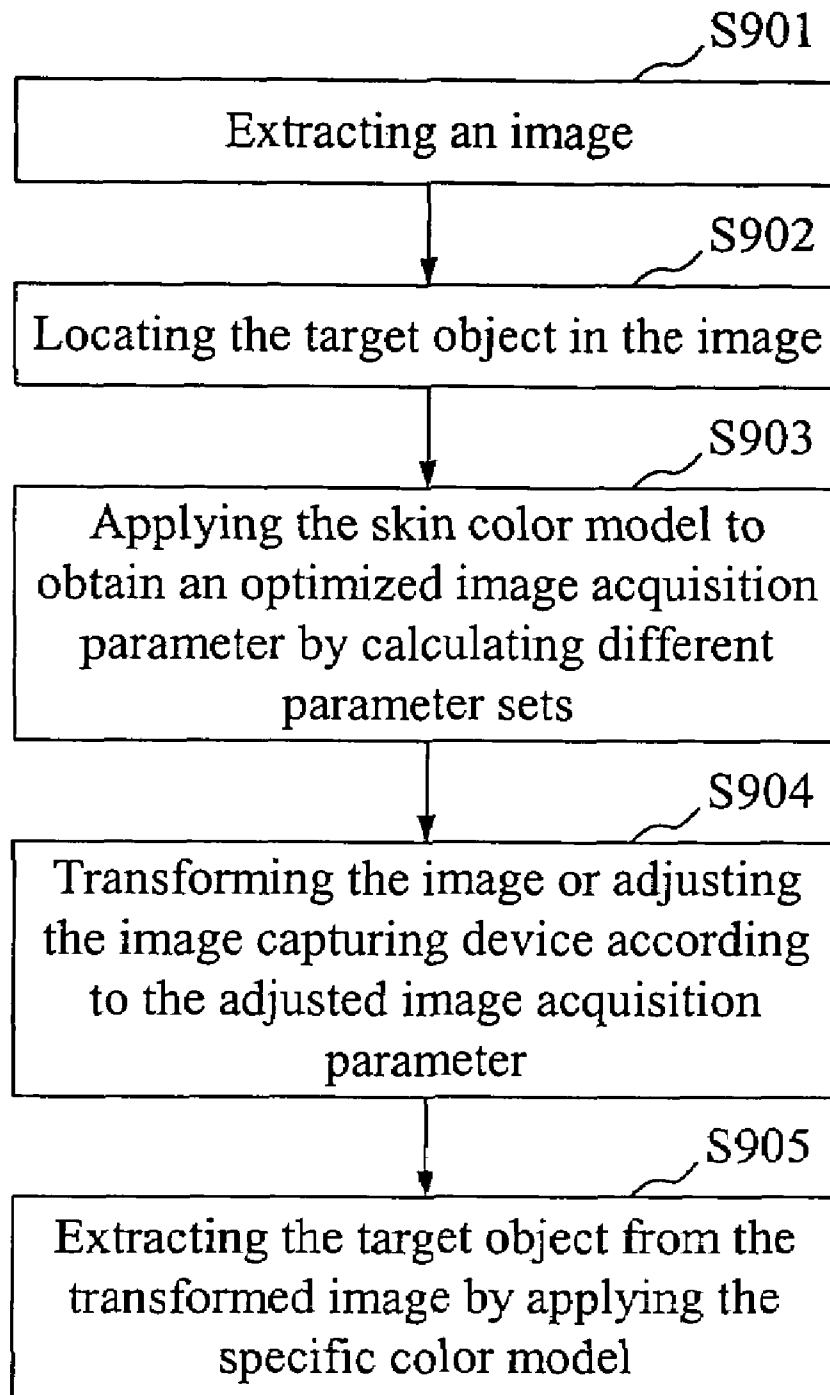 S901
Extracting an image
S902
Locating the target object in the image
S903
Applying the skin color model to
obtain an optimized image acquisition
parameter by calculating different
parameter sets
S904
Transforming the image or adjusting
the image capturing device according
to the adjusted image acquisition
parameter
S905
Extracting the target object from the
transformed image by applying the
specific color model